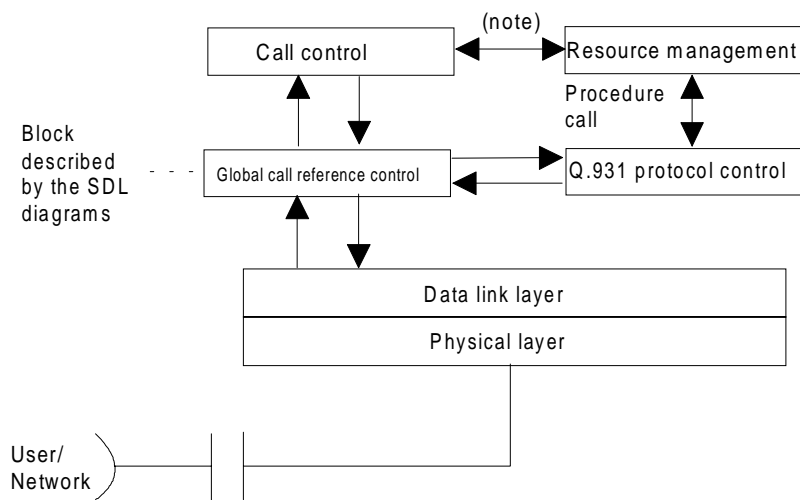 (note)
Call control
Resource management
Procedure
call
Block
described
by the SDL
diagrams
Global call reference control
Q.931 protocol control
Data link layer
Physical layer
User/
Network